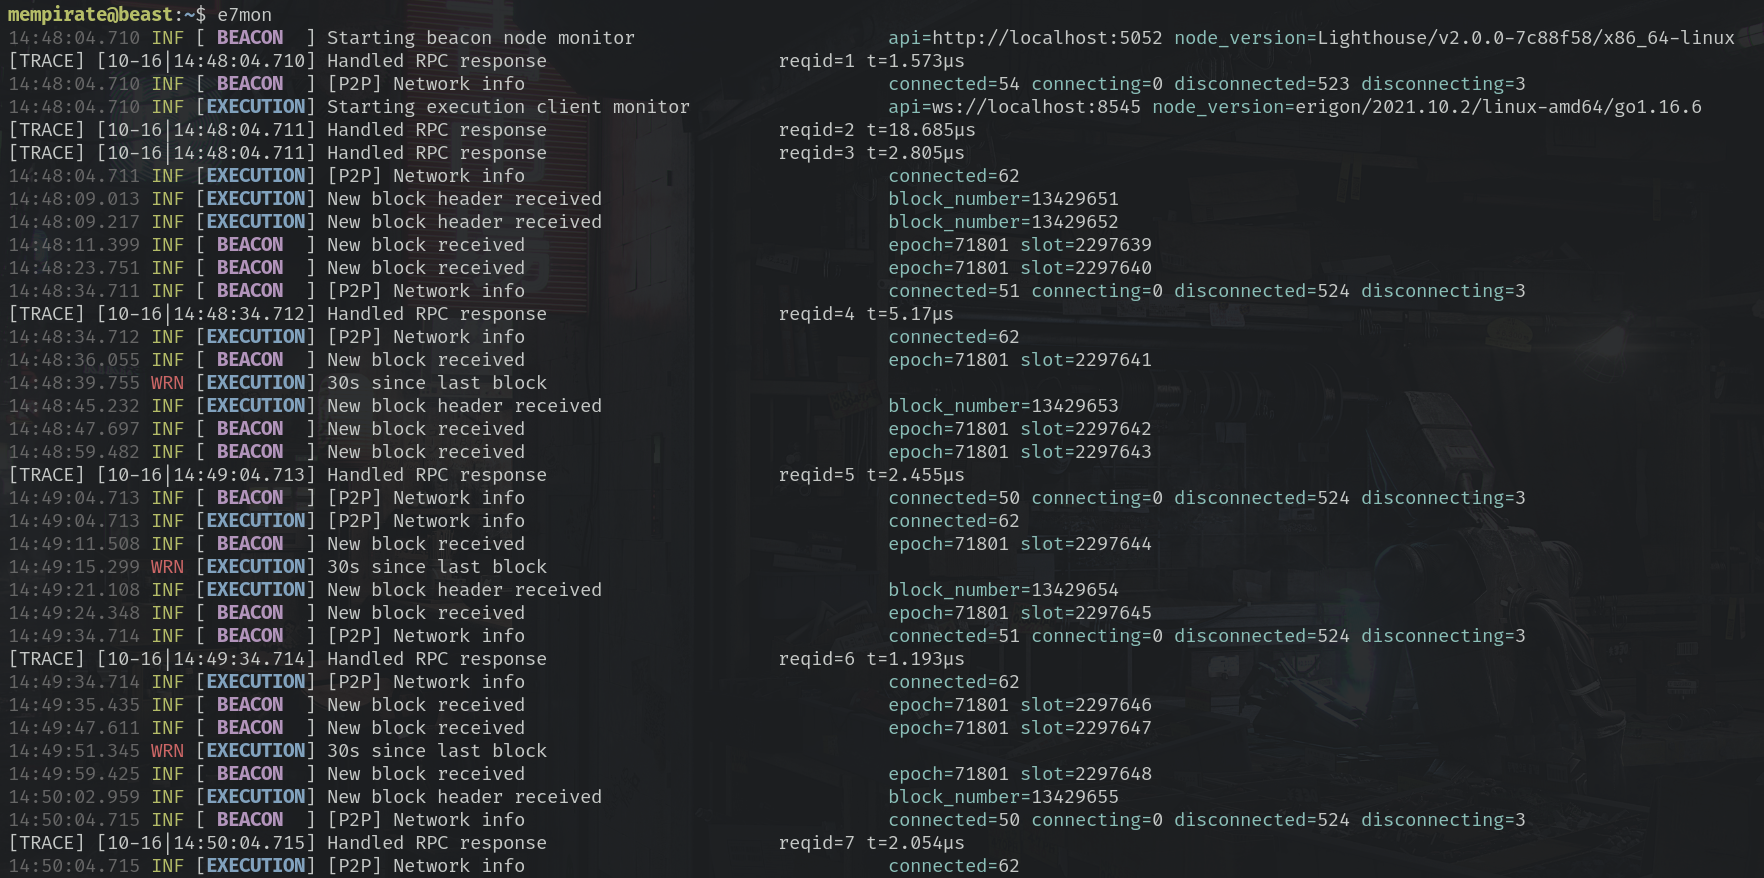 mempirate@beast:~$ e7mon
14:48:04.710 INF [ BEACON  ] Starting beacon node monitor api=http://localhost:5052 node_version=Lighthouse/v2.0.0-7c88f58/x86_64-linux
[TRACE] [10-16|14:48:04.710] Handled RPC response reqid=1 t=1.573µs
14:48:04.710 INF [ BEACON  ] [P2P] Network info connected=54 connecting=0 disconnected=523 disconnecting=3
14:48:04.710 INF [EXECUTION] Starting execution client monitor api=ws://localhost:8545 node_version=erigon/2021.10.2/linux-amd64/go1.16.6
[TRACE] [10-16|14:48:04.711] Handled RPC response reqid=2 t=18.685µs
[TRACE] [10-16|14:48:04.711] Handled RPC response reqid=3 t=2.805µs
14:48:04.711 INF [EXECUTION] [P2P] Network info connected=62
14:48:09.013 INF [EXECUTION] New block header received block_number=13429651
14:48:09.217 INF [EXECUTION] New block header received block_number=13429652
14:48:11.399 INF [ BEACON  ] New block received epoch=71801 slot=2297639
14:48:23.751 INF [ BEACON  ] New block received epoch=71801 slot=2297640
14:48:34.711 INF [ BEACON  ] [P2P] Network info connected=51 connecting=0 disconnected=524 disconnecting=3
[TRACE] [10-16|14:48:34.712] Handled RPC response reqid=4 t=5.17µs
14:48:34.712 INF [EXECUTION] [P2P] Network info connected=62
14:48:36.055 INF [ BEACON  ] New block received epoch=71801 slot=2297641
14:48:39.755 WRN [EXECUTION] 30s since last block
14:48:45.232 INF [EXECUTION] New block header received block_number=13429653
14:48:47.697 INF [ BEACON  ] New block received epoch=71801 slot=2297642
14:48:59.482 INF [ BEACON  ] New block received epoch=71801 slot=2297643
[TRACE] [10-16|14:49:04.713] Handled RPC response reqid=5 t=2.455µs
14:49:04.713 INF [ BEACON  ] [P2P] Network info connected=50 connecting=0 disconnected=524 disconnecting=3
14:49:04.713 INF [EXECUTION] [P2P] Network info connected=62
14:49:11.508 INF [ BEACON  ] New block received epoch=71801 slot=2297644
14:49:15.299 WRN [EXECUTION] 30s since last block
14:49:21.108 INF [EXECUTION] New block header received block_number=13429654
14:49:24.348 INF [ BEACON  ] New block received epoch=71801 slot=2297645
14:49:34.714 INF [ BEACON  ] [P2P] Network info connected=51 connecting=0 disconnected=524 disconnecting=3
[TRACE] [10-16|14:49:34.714] Handled RPC response reqid=6 t=1.193µs
14:49:34.714 INF [EXECUTION] [P2P] Network info connected=62
14:49:35.435 INF [ BEACON  ] New block received epoch=71801 slot=2297646
14:49:47.611 INF [ BEACON  ] New block received epoch=71801 slot=2297647
14:49:51.345 WRN [EXECUTION] 30s since last block
14:49:59.425 INF [ BEACON  ] New block received epoch=71801 slot=2297648
14:50:02.959 INF [EXECUTION] New block header received block_number=13429655
14:50:04.715 INF [ BEACON  ] [P2P] Network info connected=50 connecting=0 disconnected=524 disconnecting=3
[TRACE] [10-16|14:50:04.715] Handled RPC response reqid=7 t=2.054µs
14:50:04.715 INF [EXECUTION] [P2P] Network info connected=62